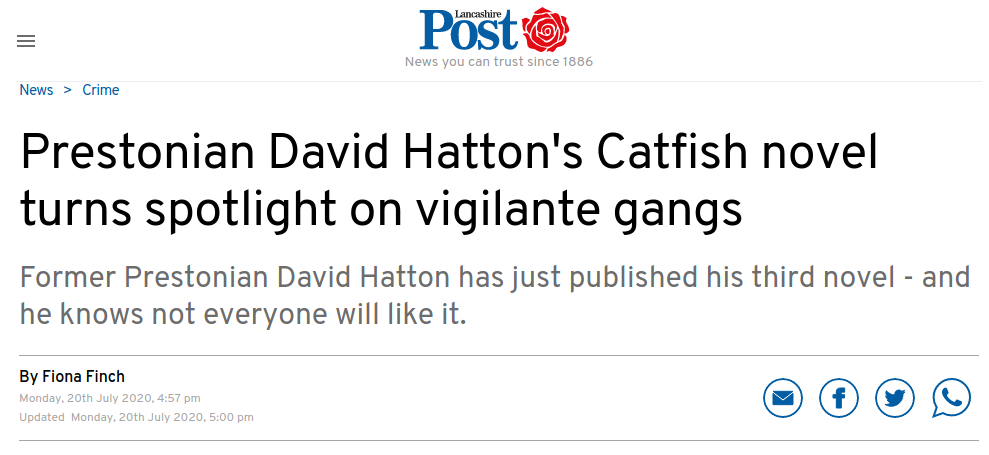 Lancashire
Post
News you can trust since 1886
News > Crime
Prestonian David Hatton's Catfish novel
turns spotlight on vigilante gangs
Former Prestonian David Hatton has just published his third novel - and
he knows not everyone will like it.
By Fiona Finch
Monday, 20th July 2020, 4:57 pm
Updated Monday, 20th July 2020, 5:00 pm